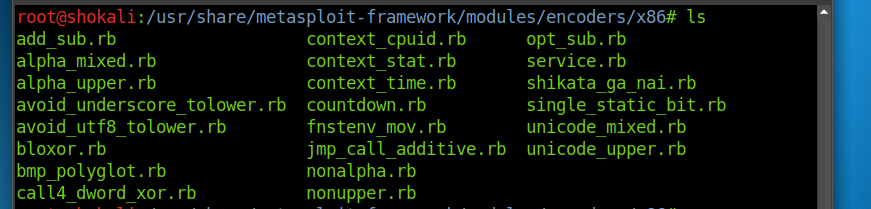 root@shokali:/usr/share/metasploit-framework/modules/encoders/x86# ls
add_sub.rb context_cpuid.rb opt_sub.rb
alpha_mixed.rb context_stat.rb service.rb
alpha_upper.rb context_time.rb shikata_ga_nai.rb
avoid_underscore_tolower.rb countdown.rb single_static_bit.rb
avoid_utf8_tolower.rb fnstenv_mov.rb unicode_mixed.rb
bloxor.rb jmp_call_additive.rb unicode_upper.rb
bmp_polyglot.rb nonalpha.rb
call4_dword_xor.rb nonupper.rb